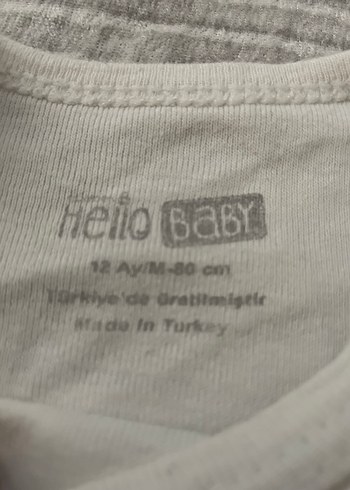 Hello BABY
12 Ay/M-80 cm
Türkiye'de Üretilmiştir
Made In Turkey